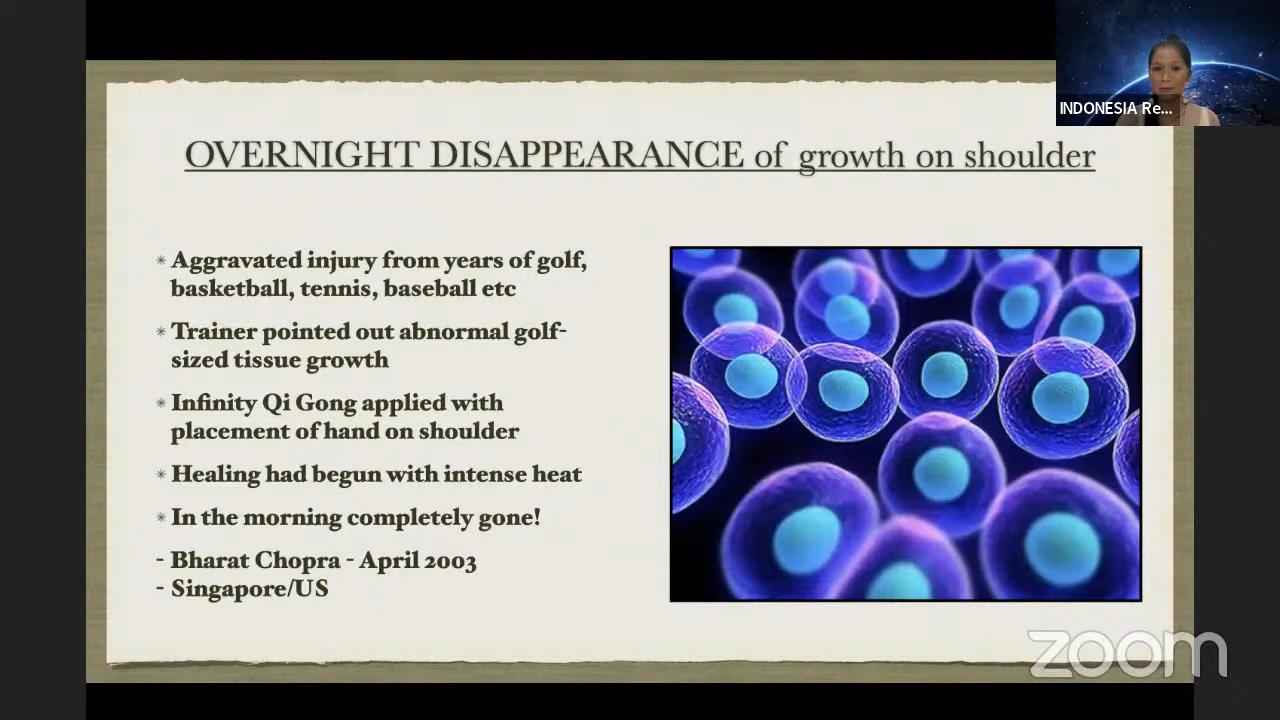 INDONESIA Re...
OVERNIGHT DISAPPEARANCE of growth on shoulder
* Aggravated injury from years of golf,
basketball, tennis, baseball etc
* Trainer pointed out abnormal golf-
sized tissue growth
* Infinity Qi Gong applied with
placement of hand on shoulder
* Healing had begun with intense heat
* In the morning completely gone!
- Bharat Chopra - April 2003
- Singapore/US
zoom